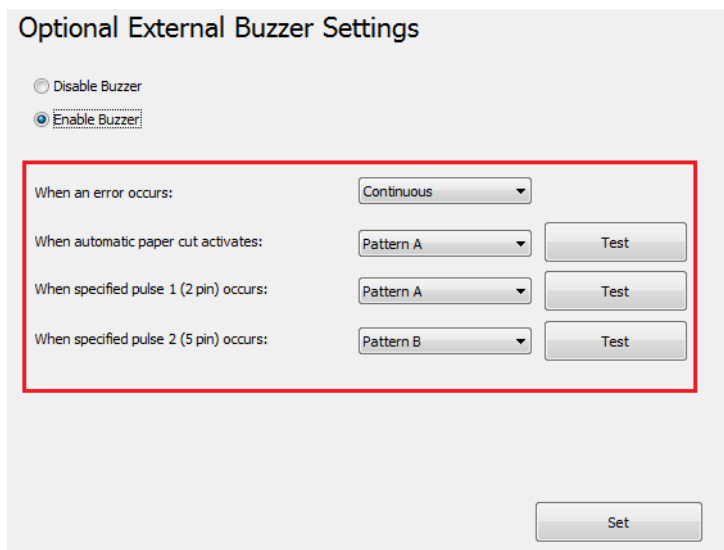 Optional External Buzzer Settings
Disable Buzzer
Enable Buzzer
When an error occurs: Continuous
When automatic paper cut activates: Pattern A Test
When specified pulse 1 (2 pin) occurs: Pattern A Test
When specified pulse 2 (5 pin) occurs: Pattern B Test
Set